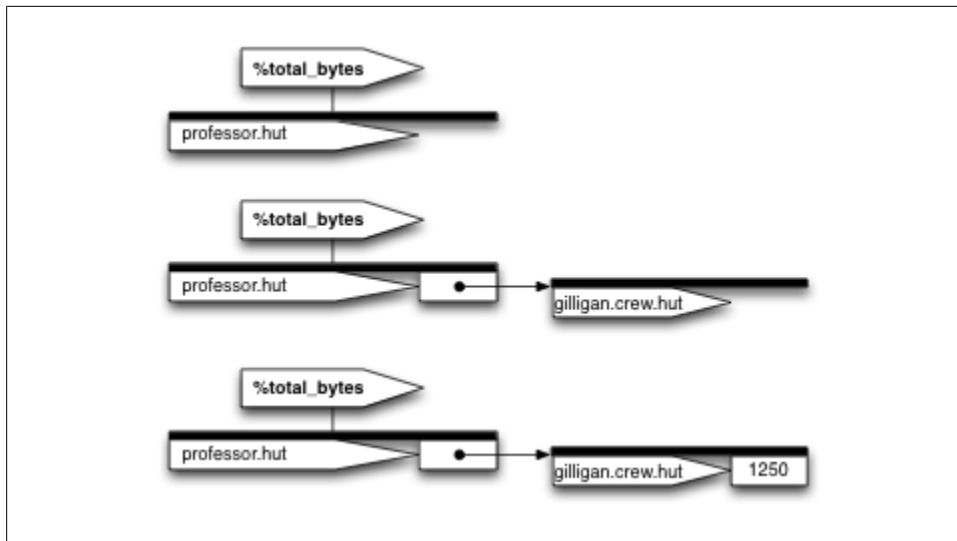 %total_bytes
professor.hut
%total_bytes
professor.hut
gilligan.crew.hut
%total_bytes
professor.hut
gilligan.crew.hut
1250